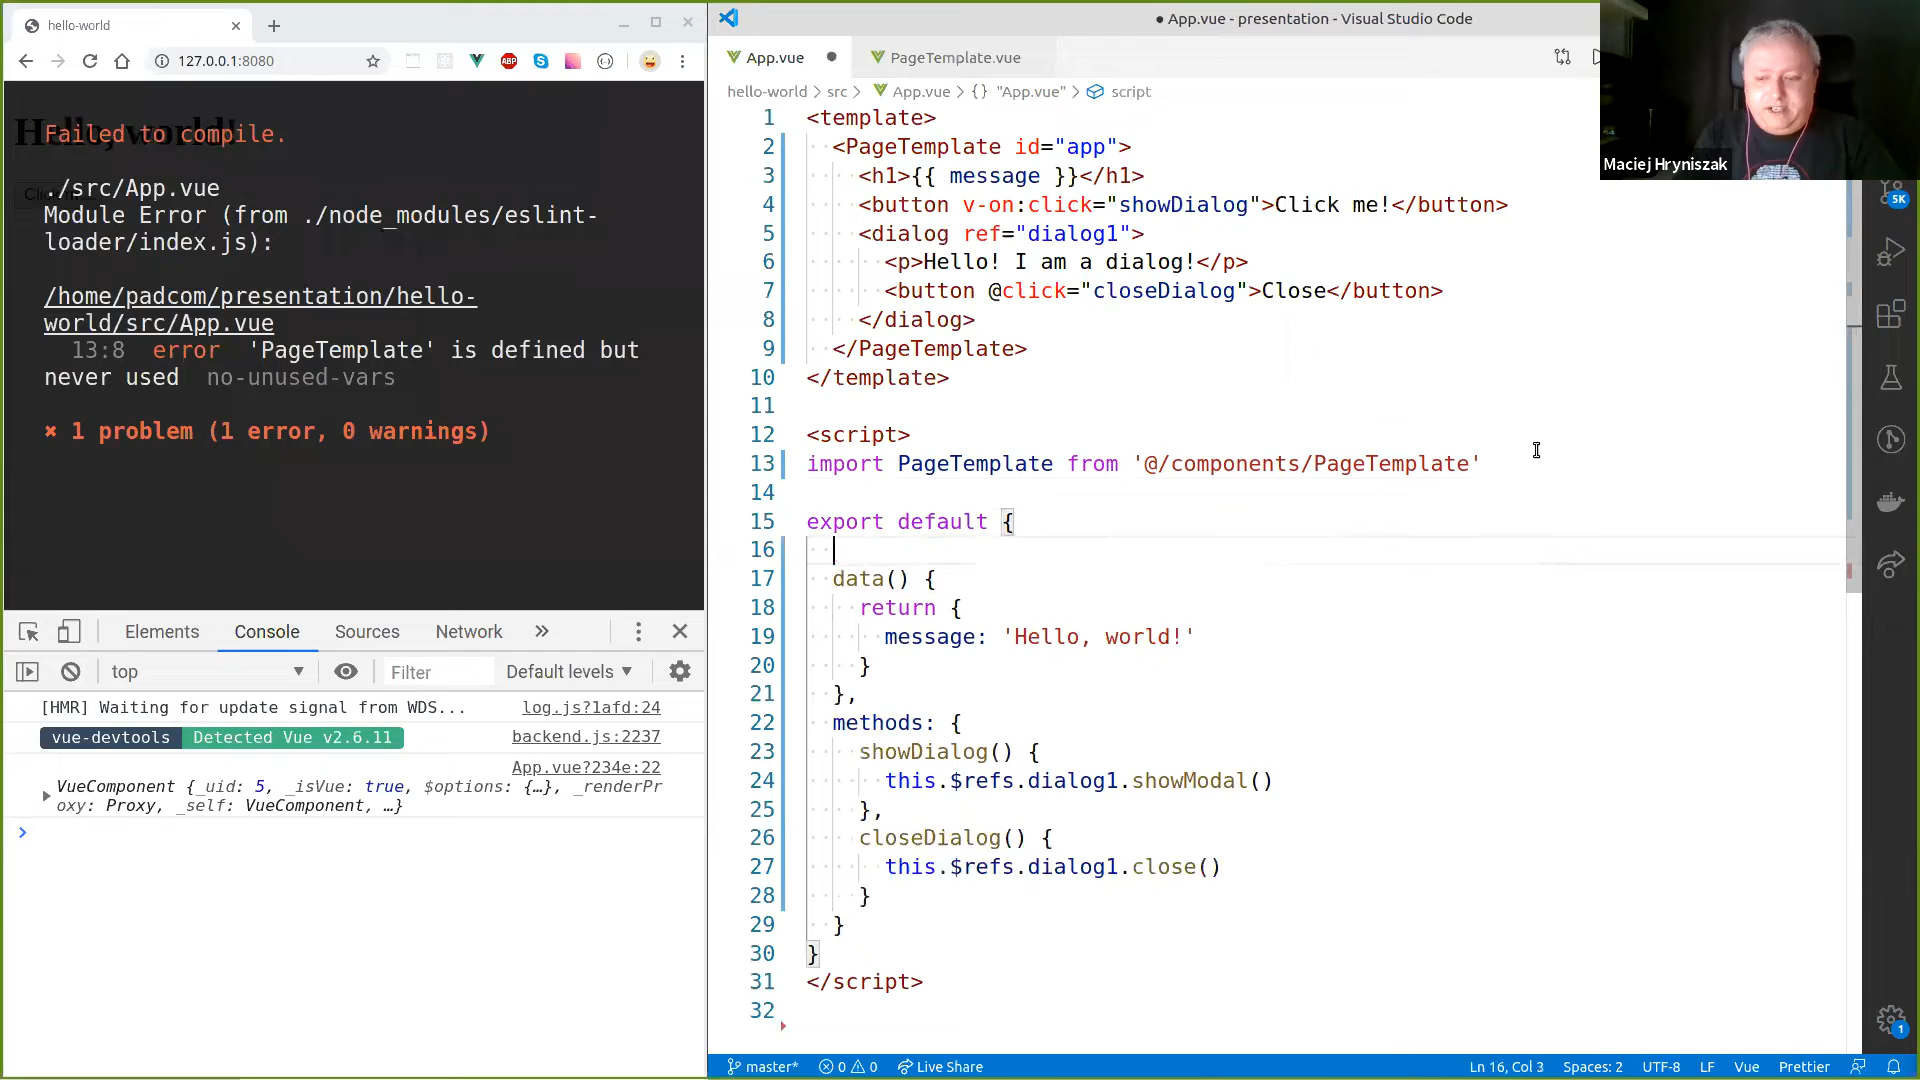 hello-world
127.0.0.1:8080
ABP
Hello, world!
Failed to compile.
./src/App.vue
Module Error (from ./node_modules/eslint-
loader/index.js):
/home/padcom/presentation/hello-
world/src/App.vue
13:8 error 'PageTemplate' is defined but
never used no-unused-vars
✖ 1 problem (1 error, 0 warnings)
Elements Console Sources Network »
top Filter Default levels ▼
[HMR] Waiting for update signal from WDS... log.js?1afd:24
vue-devtools Detected Vue v2.6.11 backend.js:2237
App.vue?234e:22
VueComponent {_uid: 5, _isVue: true, $options: {…}, _renderPr
oxy: Proxy, _self: VueComponent, …}
● App.vue - presentation - Visual Studio Code
App.vue ● PageTemplate.vue
hello-world > src > App.vue > {} "App.vue" > script
1 <template>
2 <PageTemplate id="app">
3 <h1>{{ message }}</h1>
4 <button v-on:click="showDialog">Click me!</button>
5 <dialog ref="dialog1">
6 <p>Hello! I am a dialog!</p>
7 <button @click="closeDialog">Close</button>
8 </dialog>
9 </PageTemplate>
10 </template>
11
12 <script>
13 import PageTemplate from '@/components/PageTemplate'
14
15 export default {
16
17 data() {
18 return {
19 message: 'Hello, world!'
20 }
21 },
22 methods: {
23 showDialog() {
24 this.$refs.dialog1.showModal()
25 },
26 closeDialog() {
27 this.$refs.dialog1.close()
28 }
29 }
30 }
31 </script>
32
Maciej Hryniszak
5K
1
master* 0 0 Live Share Ln 16, Col 3 Spaces: 2 UTF-8 LF Vue Prettier